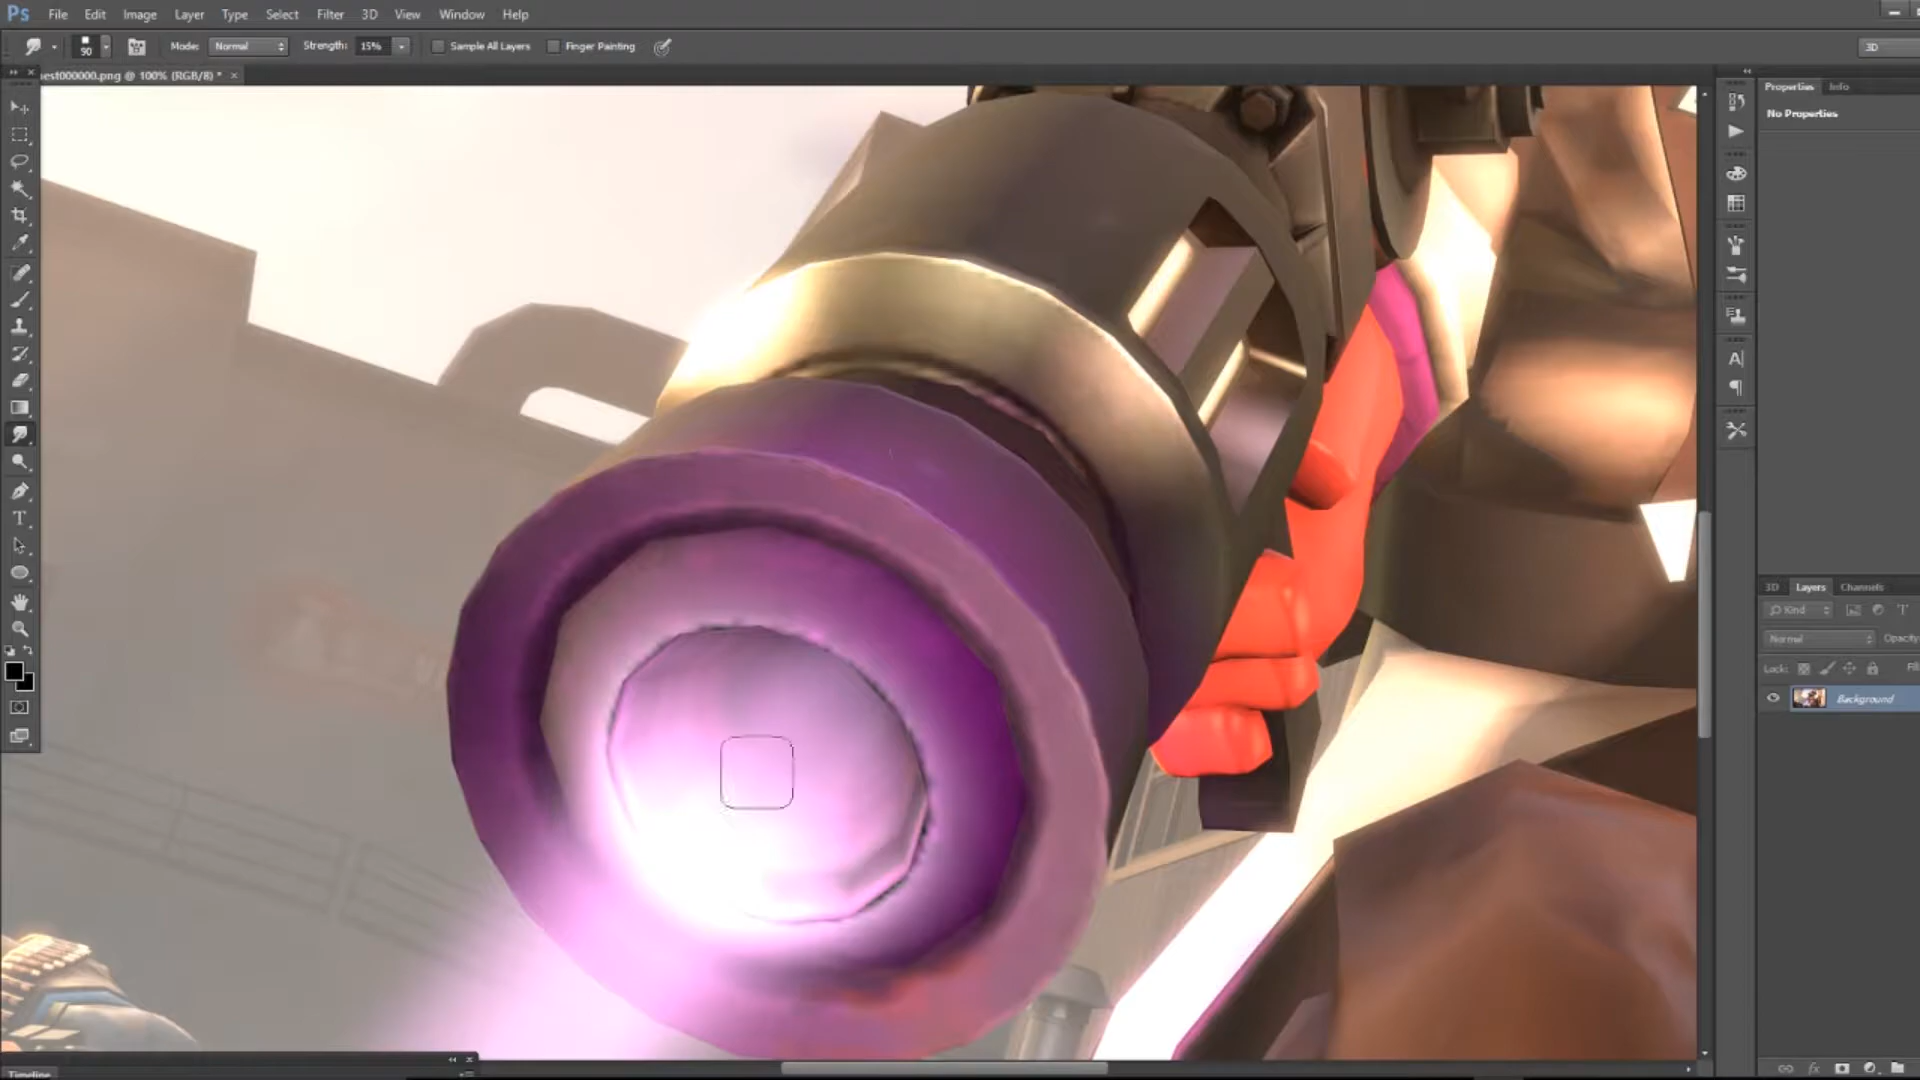 Ps File Edit Image Layer Type Select Filter 3D View Window Help
90 Mode: Normal Strength: 15% Sample All Layers Finger Painting 3D
est000000.png @ 100% (RGB/8) * ×
Properties Info
No Properties
3D Layers Channels
Kind
Normal Opacity
Lock: Fil
Background
Timeline